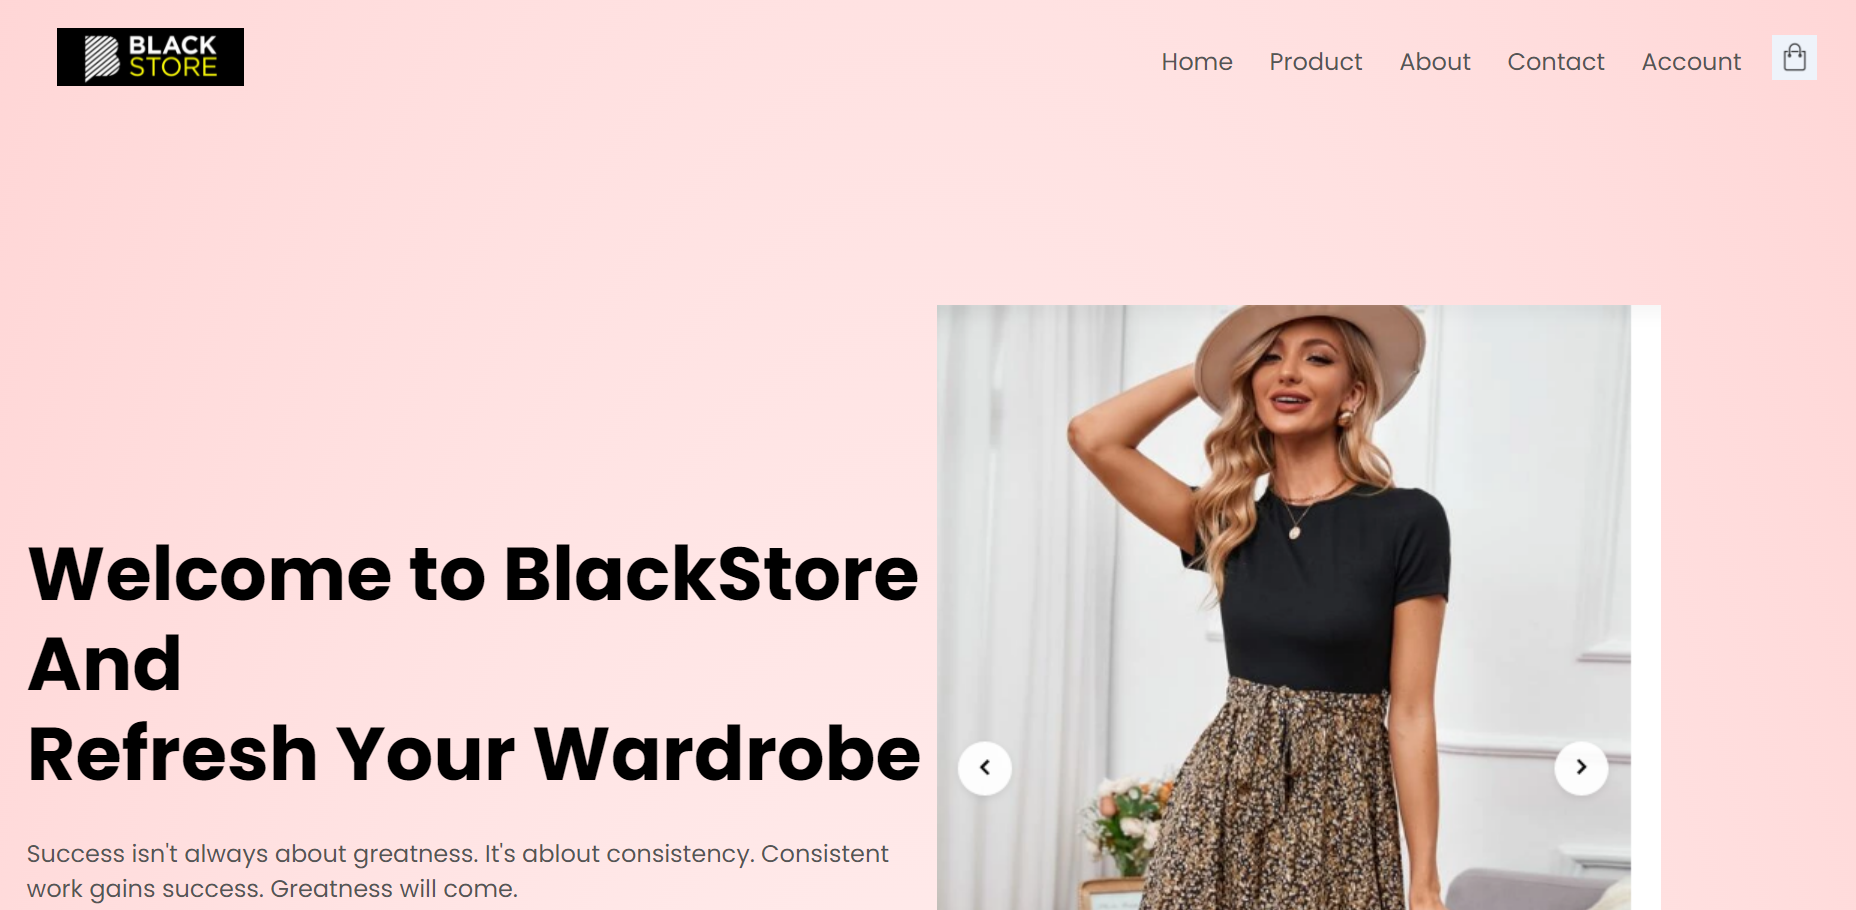 BLACK
STORE
Home Product About Contact Account
Welcome to BlackStore
And
Refresh Your Wardrobe
Success isn't always about greatness. It's ablout consistency. Consistent
work gains success. Greatness will come.